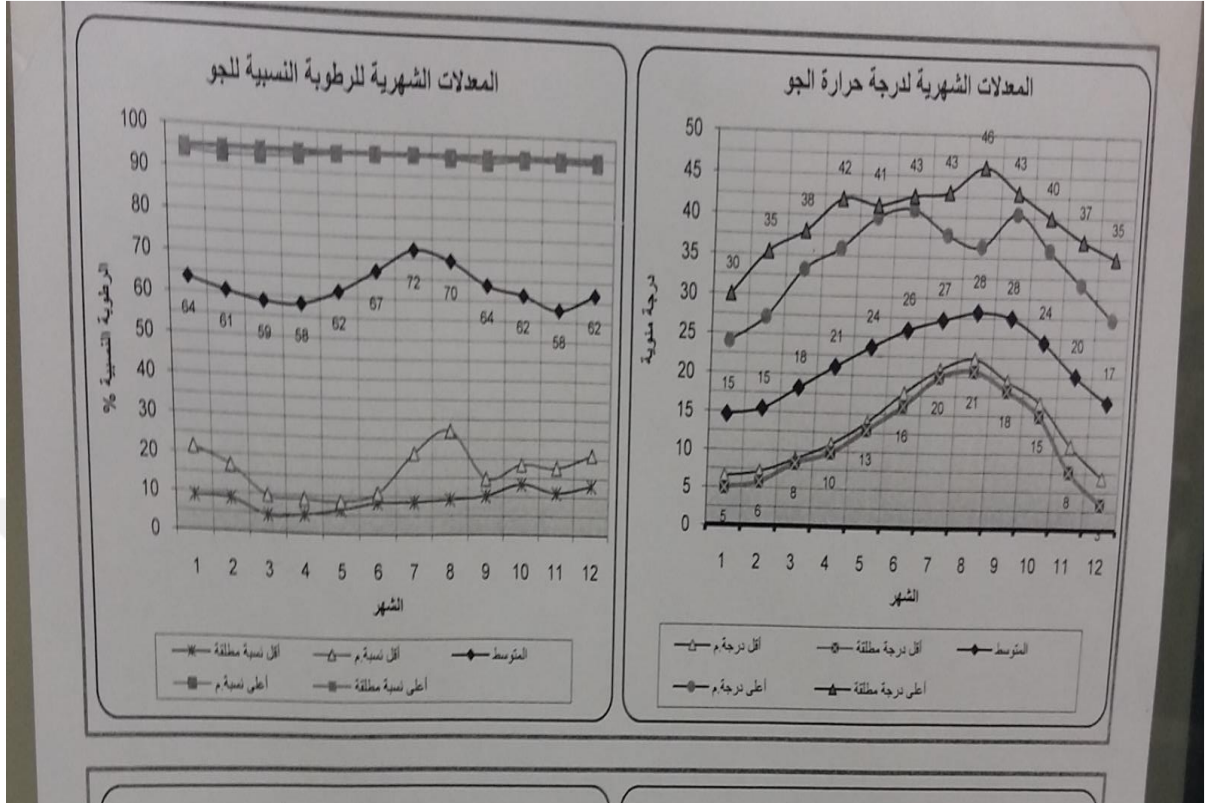 المعدلات الشهرية لدرجة حرارة الجو
درجة مئوية
50
45
40
35
30
25
20
15
10
5
0
30 35 38 42 41 43 43 46 43 40 37 35
15 15 18 21 24 26 27 28 28 24 20 17
5 6 8 10 13 16 20 21 18 15 8 3
1 2 3 4 5 6 7 8 9 10 11 12
الشهر
المتوسط أقل درجة مطلقة أقل درجة.م
أعلى درجة مطلقة أعلى درجة.م
المعدلات الشهرية للرطوبة النسبية للجو
الرطوبية النسبية %
100
90
80
70
60
50
40
30
20
10
0
64 61 59 58 62 67 72 70 64 62 58 62
1 2 3 4 5 6 7 8 9 10 11 12
الشهر
المتوسط أقل نسبة.م أقل نسبة مطلقة
أعلى نسبة مطلقة أعلى نسبة.م